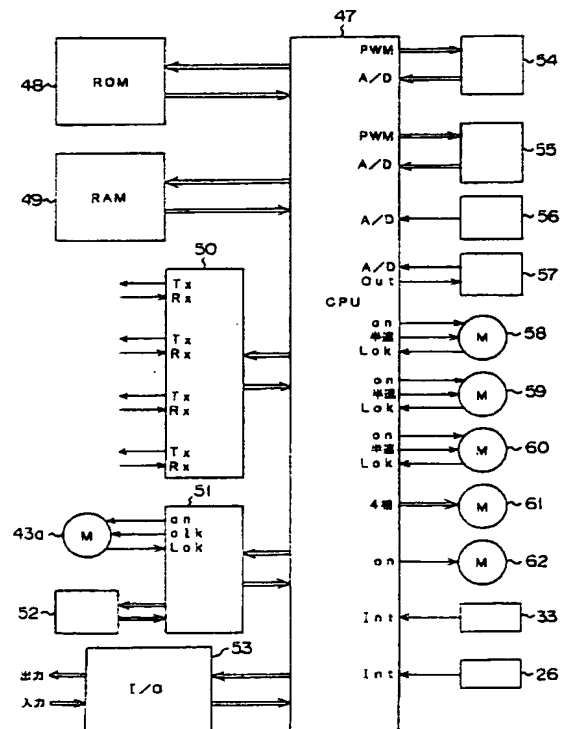 47
PWM
54
A/D
48
ROM
PWM
55
A/D
49
RAM
A/D
56
50
A/D
57
Out
CPU
Tx
Rx
on
半速
Lok
M
58
Tx
Rx
on
半速
Lok
M
59
Tx
Rx
on
半速
Lok
M
60
Tx
Rx
51
4相
M
61
43a
M
on
clk
Lok
on
M
62
52
Int
33
53
出力
入力
I/O
Int
26